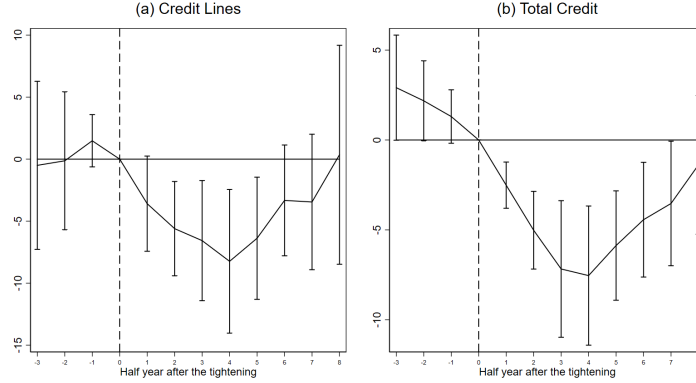 (a) Credit Lines
10
5
0
-5
-10
-15
-3 -2 -1 0 1 2 3 4 5 6 7 8
Half year after the tightening
(b) Total Credit
5
0
-5
-10
-3 -2 -1 0 1 2 3 4 5 6 7
Half year after the tightening